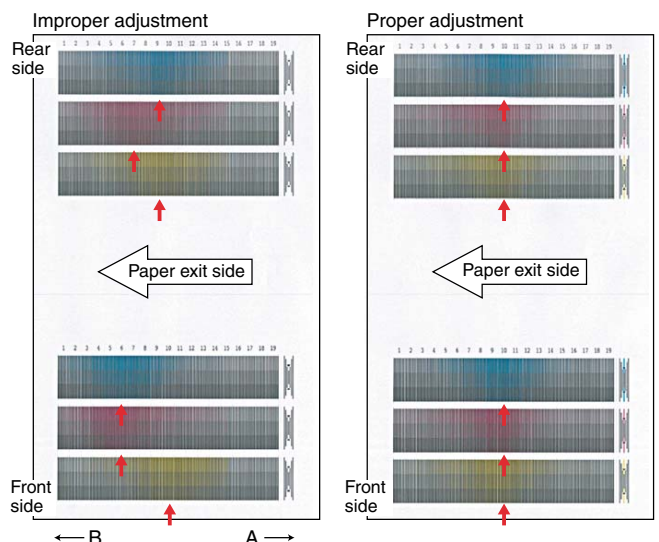 Improper adjustment
Rear side
1 2 3 4 5 6 7 8 9 10 11 12 13 14 15 16 17 18 19
Paper exit side
1 2 3 4 5 6 7 8 9 10 11 12 13 14 15 16 17 18 19
Front side
B A
Proper adjustment
Rear side
1 2 3 4 5 6 7 8 9 10 11 12 13 14 15 16 17 18 19
Paper exit side
1 2 3 4 5 6 7 8 9 10 11 12 13 14 15 16 17 18 19
Front side